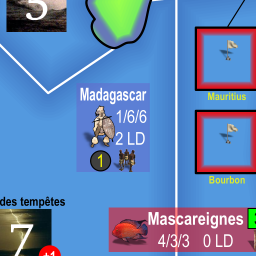 5
Madagascar
1/6/6
2 LD
1
Mauritius
Bourbon
des tempêtes
7
+1
Mascareignes
4/3/3 0 LD